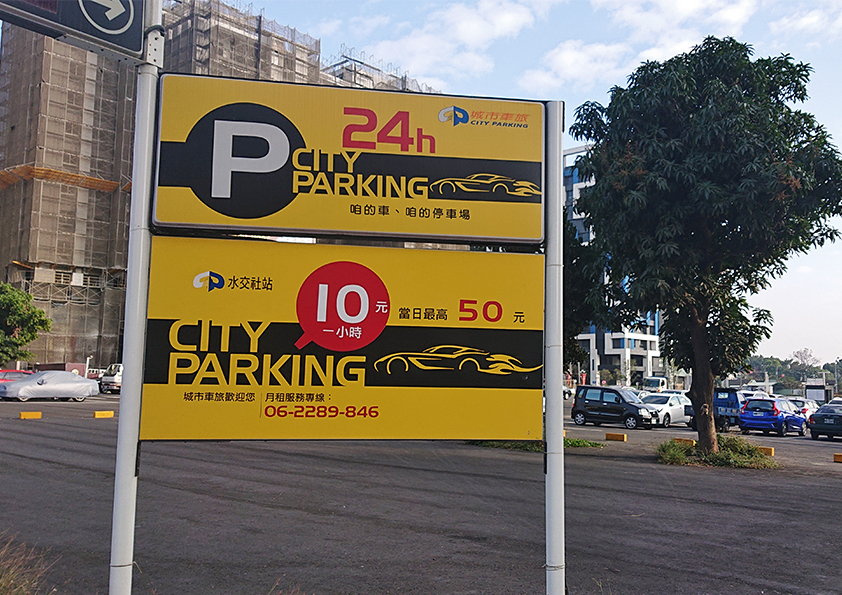 24h
城市車旅
CITY PARKING
P
CITY
PARKING
咱的車、咱的停車場
水交社站
10元
一小時
當日最高 50 元
CITY
PARKING
城市車旅歡迎您
月租服務專線：
06-2289-846